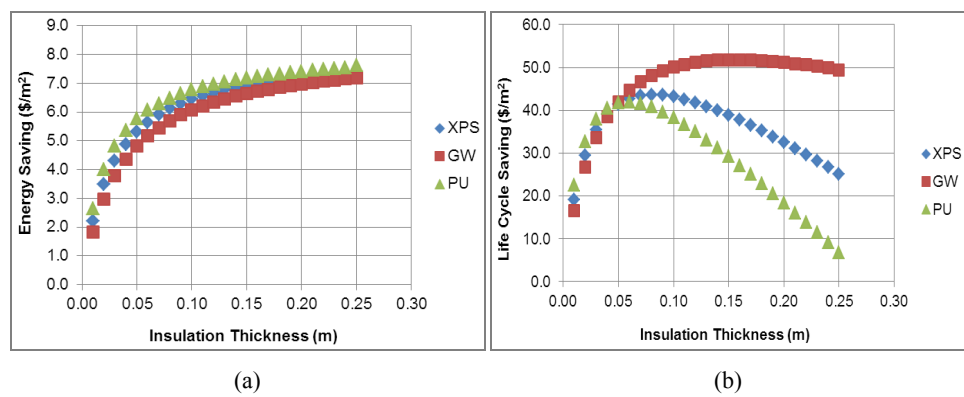 9.0
8.0
7.0
6.0
5.0
4.0
3.0
2.0
1.0
0.0
0.00 0.05 0.10 0.15 0.20 0.25 0.30
Energy Saving ($/m²)
Insulation Thickness (m)
XPS
GW
PU
(a)
60.0
50.0
40.0
30.0
20.0
10.0
0.0
0.00 0.05 0.10 0.15 0.20 0.25 0.30
Life Cycle Saving ($/m²)
Insulation Thickness (m)
XPS
GW
PU
(b)